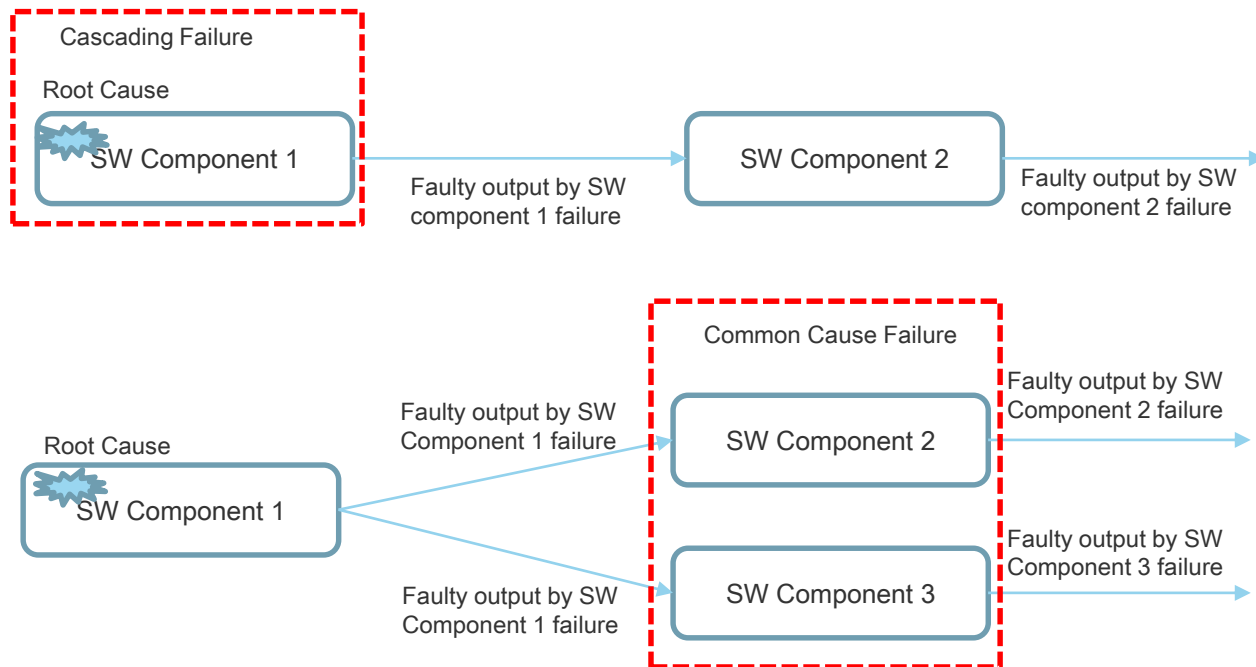 Cascading Failure
Root Cause
SW Component 1
Faulty output by SW
component 1 failure
SW Component 2
Faulty output by SW
component 2 failure
Root Cause
SW Component 1
Faulty output by SW
Component 1 failure
Faulty output by SW
Component 1 failure
Common Cause Failure
SW Component 2
SW Component 3
Faulty output by SW
Component 2 failure
Faulty output by SW
Component 3 failure